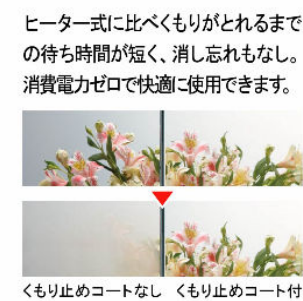 ヒーター式に比べくもりがとれるまで
の待ち時間が短く、消し忘れもなし。
消費電力ゼロで快適に使用できます。
くもり止めコートなし くもり止めコート付